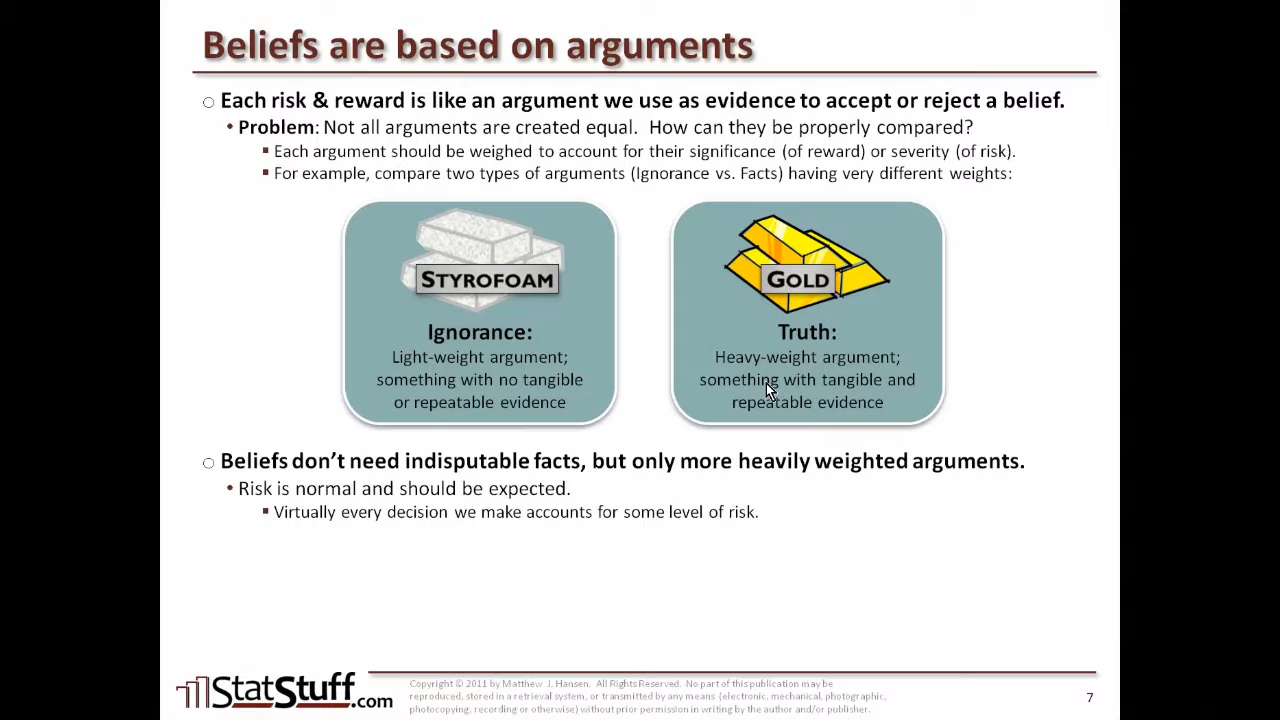 Beliefs are based on arguments
Each risk & reward is like an argument we use as evidence to accept or reject a belief.
Problem: Not all arguments are created equal. How can they be properly compared?
Each argument should be weighed to account for their significance (of reward) or severity (of risk).
For example, compare two types of arguments (Ignorance vs. Facts) having very different weights:
STYROFOAM
Ignorance:
Light-weight argument;
something with no tangible
or repeatable evidence
GOLD
Truth:
Heavy-weight argument;
something with tangible and
repeatable evidence
Beliefs don't need indisputable facts, but only more heavily weighted arguments.
Risk is normal and should be expected.
Virtually every decision we make accounts for some level of risk.
StatStuff.com
Copyright © 2011 by Matthew J. Hansen. All Rights Reserved. No part of this publication may be
reproduced, stored in a retrieval system, or transmitted by any means (electronic, mechanical, photographic,
photocopying, recording or otherwise) without prior permission in writing by the author and/or publisher.
7